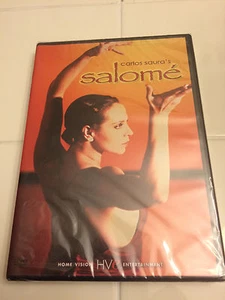 carlos saura's
salomé
HOME VISION HV ENTERTAINMENT